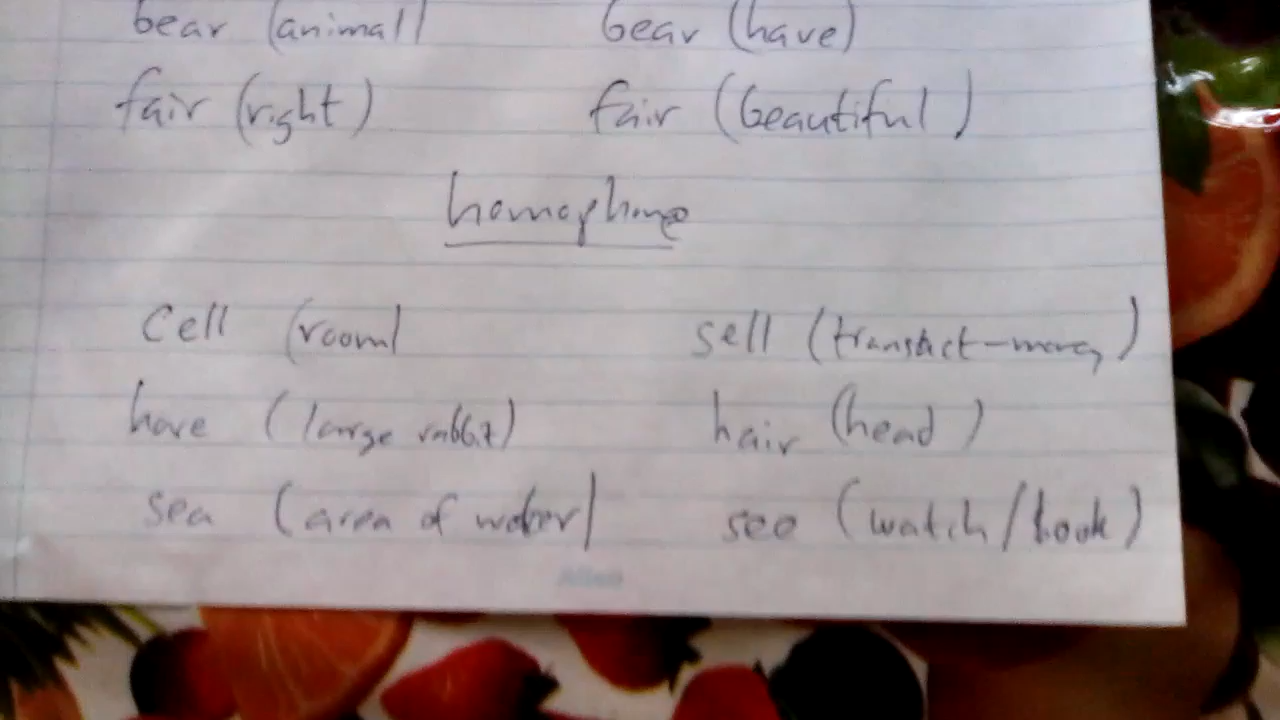 bear (animal) bear (have)
fair (right) fair (beautiful)
homophone
Cell (room) sell (transact-money)
hare (large rabbit) hair (head)
sea (area of water) see (watch/look)